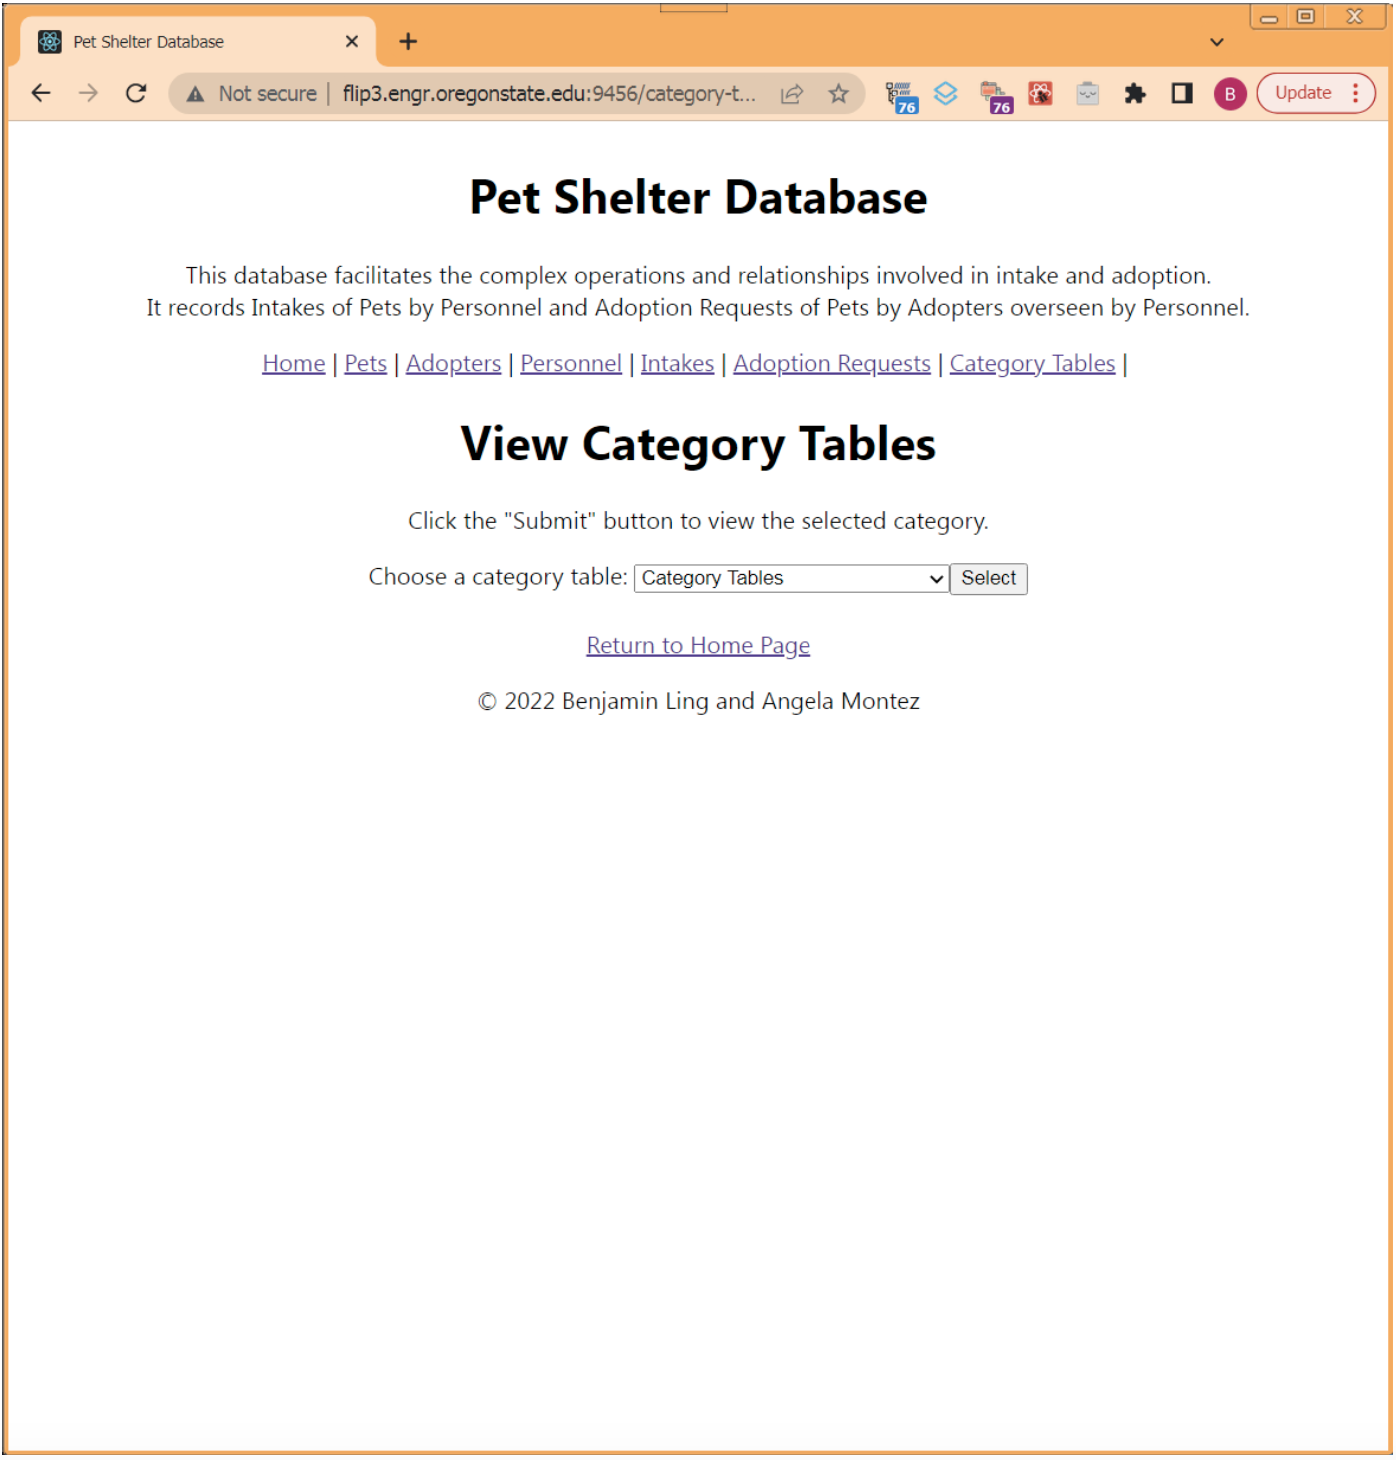 Pet Shelter Database
Not secure | flip3.engr.oregonstate.edu:9456/category-t...
76
76
B
Update
Pet Shelter Database
This database facilitates the complex operations and relationships involved in intake and adoption.
It records Intakes of Pets by Personnel and Adoption Requests of Pets by Adopters overseen by Personnel.
Home | Pets | Adopters | Personnel | Intakes | Adoption Requests | Category Tables |
View Category Tables
Click the "Submit" button to view the selected category.
Choose a category table: Category Tables Select
Return to Home Page
© 2022 Benjamin Ling and Angela Montez